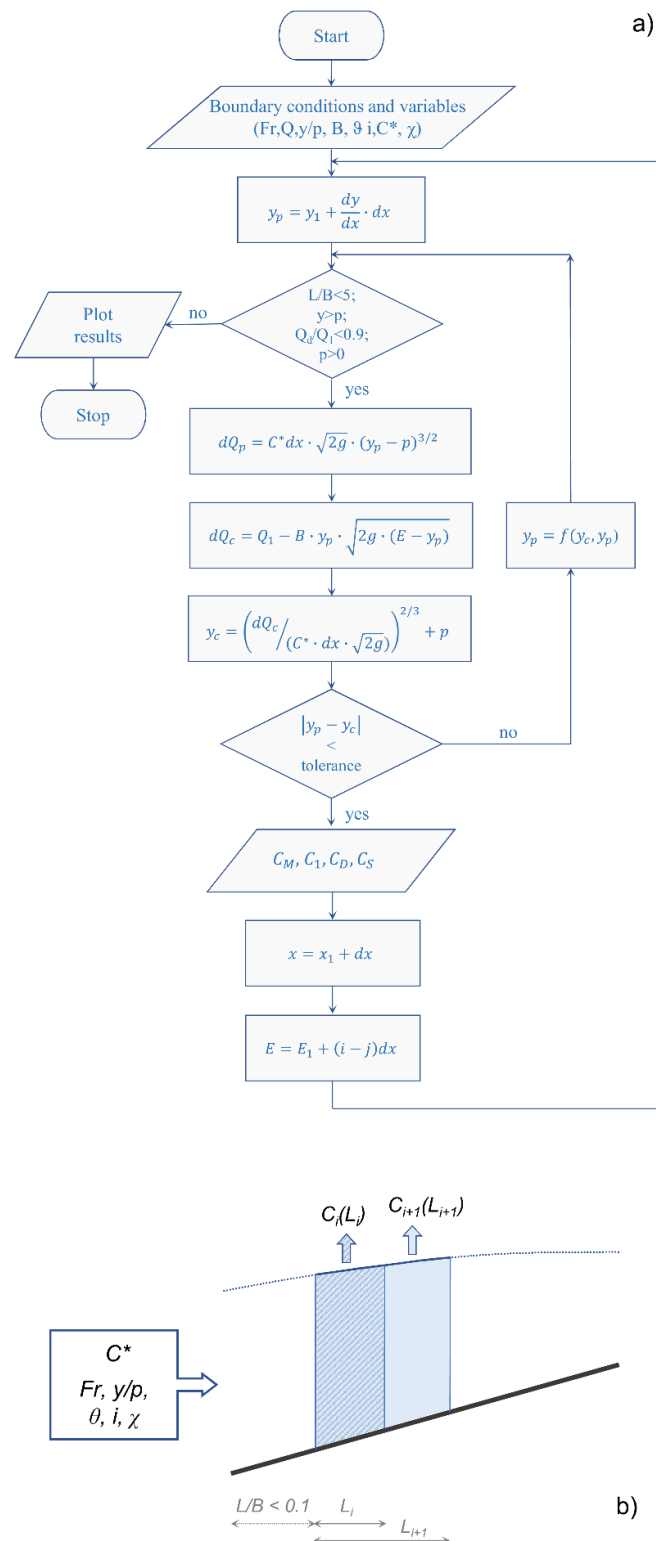 a)
Start
Boundary conditions and variables
(Fr,Q,y/p, B, ϑ i,C*, χ)
y_p = y_1 + dy/dx · dx
L/B<5;
y>p;
Q_d/Q_1<0.9;
p>0
no
Plot
results
Stop
yes
dQ_p = C*dx · √2g · (y_p − p)^{3/2}
dQ_c = Q_1 − B · y_p · √(2g · (E − y_p))
y_p = f(y_c, y_p)
y_c = (dQ_c/(C* · dx · √2g))^{2/3} + p
|y_p − y_c|
<
tolerance
no
yes
C_M, C_1, C_D, C_S
x = x_1 + dx
E = E_1 + (i − j)dx
C_i(L_i)
C_{i+1}(L_{i+1})
C*
Fr, y/p,
θ, i, χ
L/B < 0.1
L_i
L_{i+1}
b)